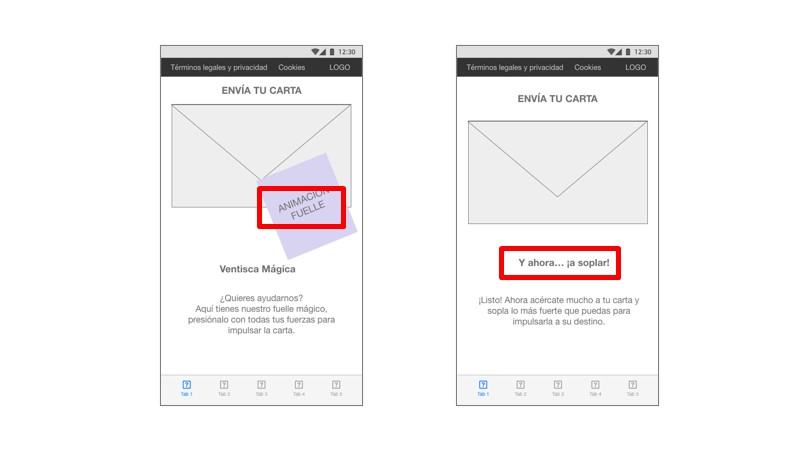 12:30
Términos legales y privacidad Cookies LOGO
ENVÍA TU CARTA
ANIMACIÓN
FUELLE
Ventisca Mágica
¿Quieres ayudarnos?
Aquí tienes nuestro fuelle mágico,
presiónalo con todas tus fuerzas para
impulsar la carta.
Tab 1 Tab 2 Tab 3 Tab 4 Tab 5
12:30
Términos legales y privacidad Cookies LOGO
ENVÍA TU CARTA
Y ahora... ¡a soplar!
¡Listo! Ahora acércate mucho a tu carta y
sopla lo más fuerte que puedas para
impulsarla a su destino.
Tab 1 Tab 2 Tab 3 Tab 4 Tab 5